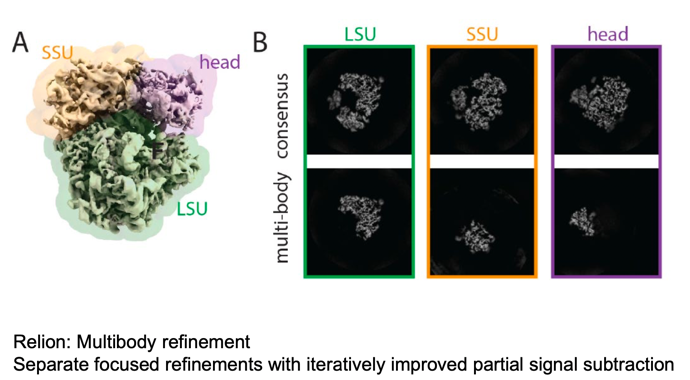 A
SSU
head
LSU
B
LSU
SSU
head
consensus
multi-body
Relion: Multibody refinement
Separate focused refinements with iteratively improved partial signal subtraction